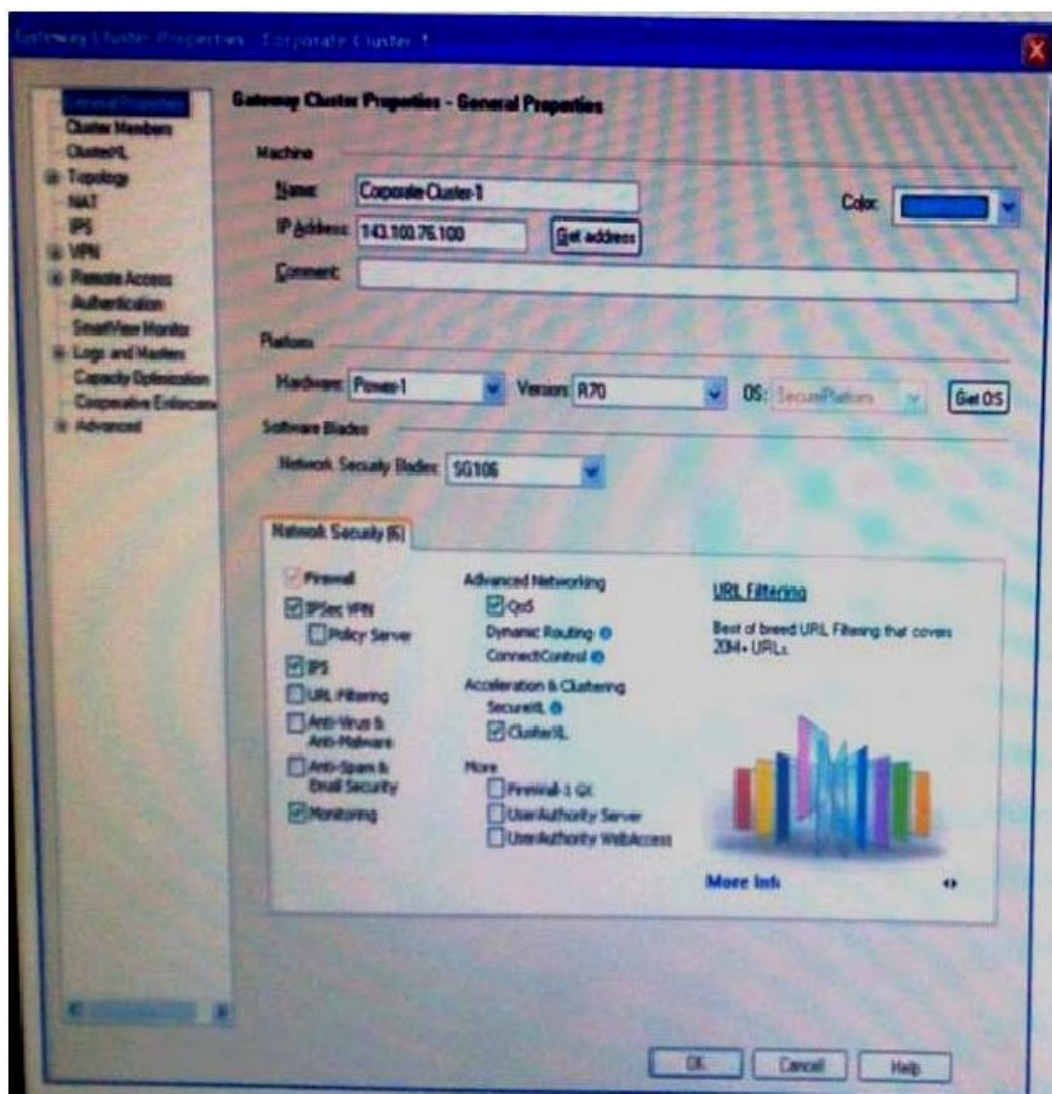 Gateway Cluster Properties - Corporate-Cluster-1
General Properties
Cluster Members
ClusterXL
Topology
NAT
IPS
VPN
Remote Access
Authentication
SmartView Monitor
Logs and Masters
Capacity Optimization
Cooperative Enforceme
Advanced
Gateway Cluster Properties - General Properties
Machine
Name: Corporate-Cluster-1
Color:
IP Address: 143.100.76.100 Get address
Comment:
Platform
Hardware: Power-1 Version: R70 OS: SecurePlatform Get OS
Software Blades
Network Security Blades: SG106
Network Security (6)
Firewall
IPSec VPN
Policy Server
IPS
URL Filtering
Anti-Virus &
Anti-Malware
Anti-Spam &
Email Security
Monitoring
Advanced Networking
QoS
Dynamic Routing
ConnectControl
Acceleration & Clustering
SecureXL
ClusterXL
More
Firewall-1 GX
UserAuthority Server
UserAuthority WebAccess
URL Filtering
Best of breed URL Filtering that covers
20M+ URLs.
More Info
OK Cancel Help